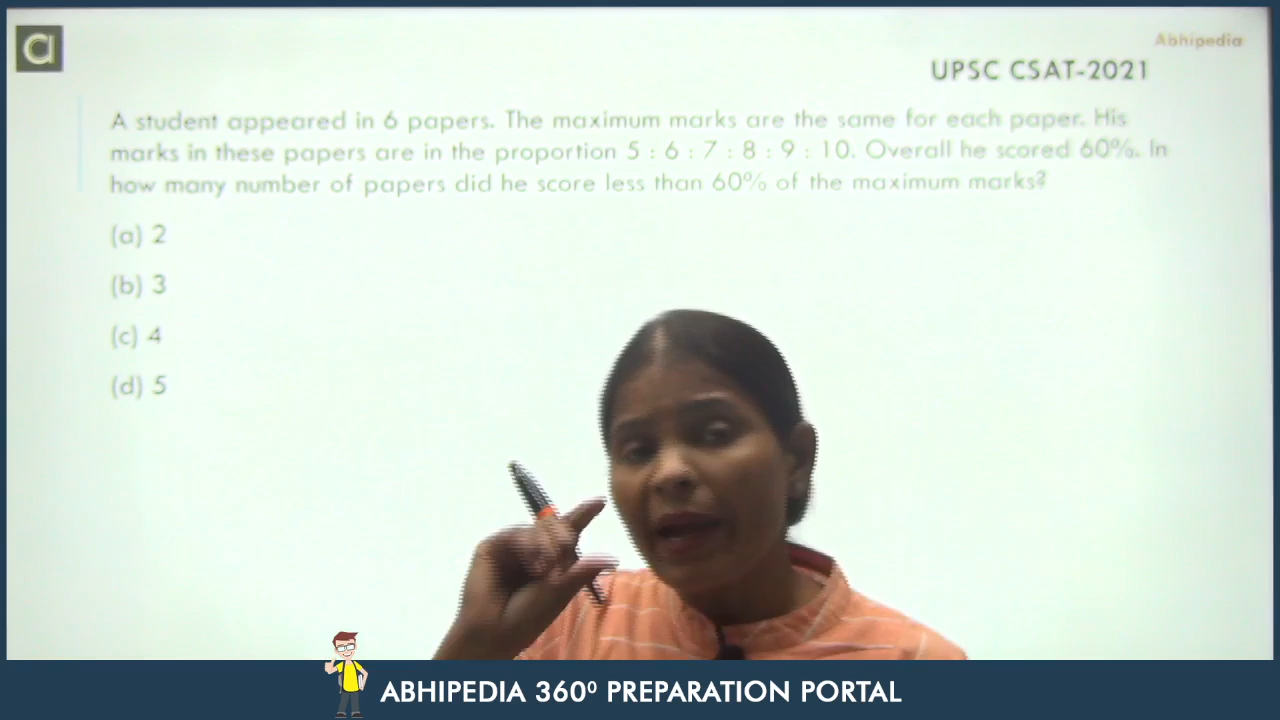 Abhipedia
UPSC CSAT-2021
A student appeared in 6 papers. The maximum marks are the same for each paper. His
marks in these papers are in the proportion 5 : 6 : 7 : 8 : 9 : 10. Overall he scored 60%. In
how many number of papers did he score less than 60% of the maximum marks?
(a) 2
(b) 3
(c) 4
(d) 5
ABHIPEDIA 360⁰ PREPARATION PORTAL